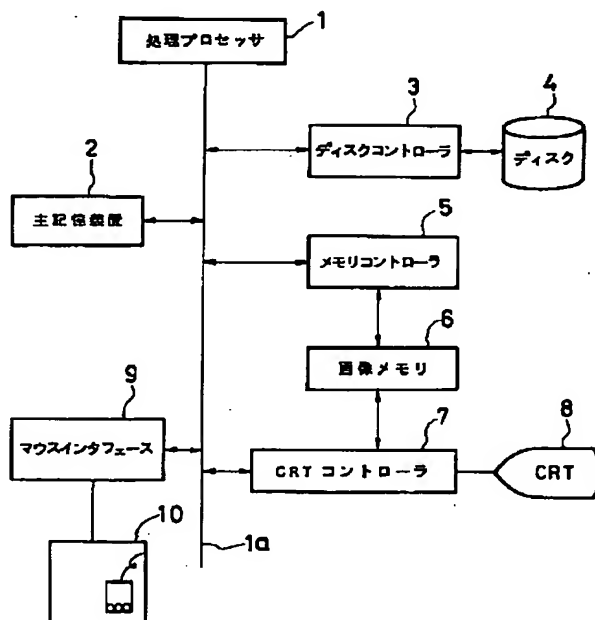 1
処理プロセッサ
3
4
ディスクコントローラ
ディスク
2
主記憶装置
5
メモリコントローラ
6
画像メモリ
9
7
8
マウスインタフェース
CRT コントローラ
CRT
10
1a